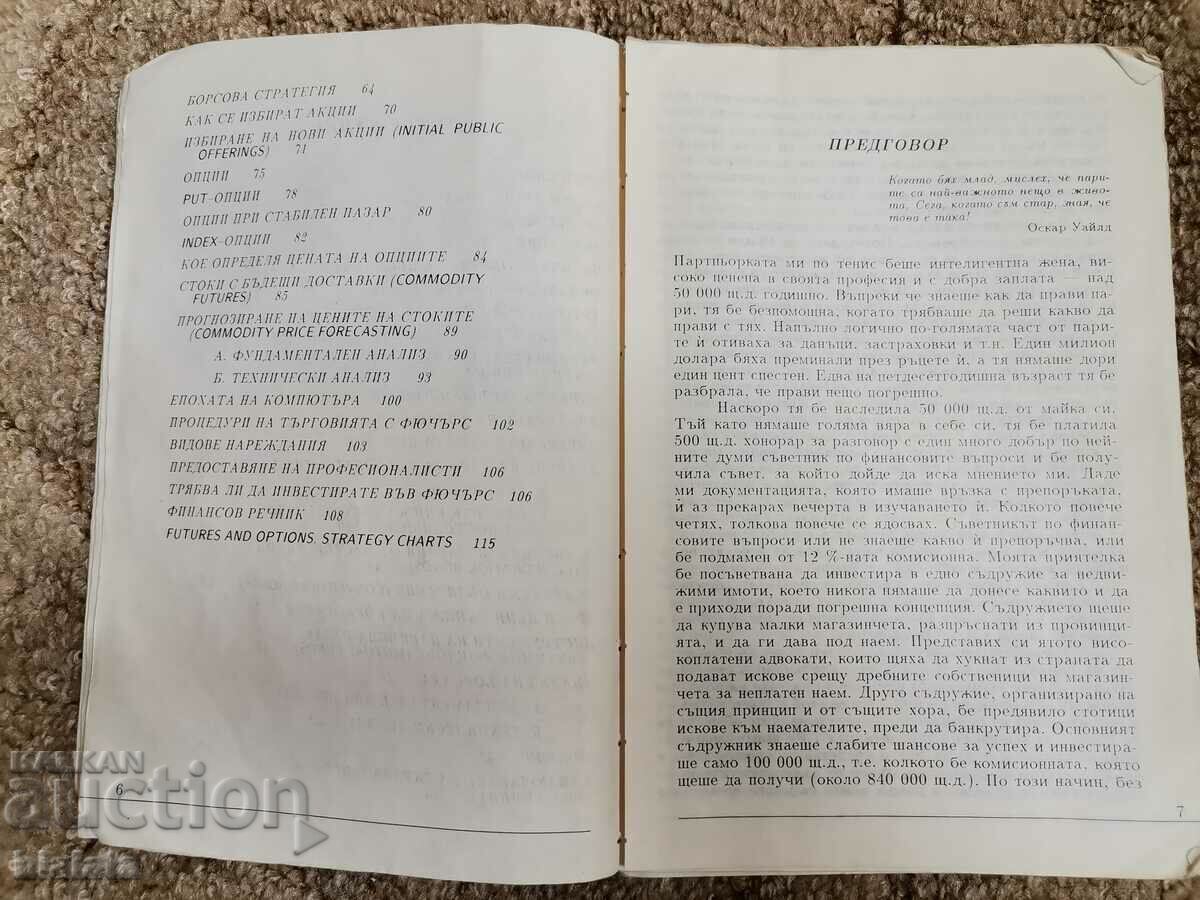 БОРСОВА СТРАТЕГИЯ 64
КАК СЕ ИЗБИРАТ АКЦИИ 70
ИЗБИРАНЕ НА НОВИ АКЦИИ (INITIAL PUBLIC
OFFERINGS) 71
ОПЦИИ 75
PUT-ОПЦИИ 78
ОПЦИИ ПРИ СТАБИЛЕН ПАЗАР 80
INDEX-ОПЦИИ 82
КОЕ ОПРЕДЕЛЯ ЦЕНАТА НА ОПЦИИТЕ 84
СТОКИ С БЪДЕЩИ ДОСТАВКИ (COMMODITY
FUTURES) 85
ПРОГНОЗИРАНЕ НА ЦЕНИТЕ НА СТОКИТЕ
(COMMODITY PRICE FORECASTING) 89
А. ФУНДАМЕНТАЛЕН АНАЛИЗ 90
Б. ТЕХНИЧЕСКИ АНАЛИЗ 93
ЕПОХАТА НА КОМПЮТЪРА 100
ПРОЦЕДУРИ НА ТЪРГОВИЯТА С ФЮЧЪРС 102
ВИДОВЕ НАРЕЖДАНИЯ 103
ПРЕДОСТАВЯНЕ НА ПРОФЕСИОНАЛИСТИ 106
ТРЯБВА ЛИ ДА ИНВЕСТИРАТЕ ВЪВ ФЮЧЪРС 106
ФИНАНСОВ РЕЧНИК 108
FUTURES AND OPTIONS. STRATEGY CHARTS 115
6
ПРЕДГОВОР
Когато бях млад, мислех, че пари-
те са най-важното нещо в живо-
та. Сега, когато съм стар, зная, че
това е така!
Оскар Уайлд
Партньорката ми по тенис беше интелигентна жена, ви-
соко ценена в своята професия и с добра заплата — над
50 000 щ.д. годишно. Въпреки че знаеше как да прави па-
ри, тя бе безпомощна, когато трябваше да реши какво да
прави с тях. Напълно логично по-голямата част от пари-
те ѝ отиваха за данъци, застраховки и т.н. Един милион
долара бяха преминали през ръцете ѝ, а тя нямаше дори
един цент спестен. Едва на петдесетгодишна възраст тя бе
разбрала, че прави нещо погрешно.
Наскоро тя бе наследила 50 000 щ.д. от майка си.
Тъй като нямаше голяма вяра в себе си, тя бе платила
500 щ.д. хонорар за разговор с един много добър по ней-
ните думи съветник по финансовите въпроси и бе полу-
чила съвет, за който дойде да иска мнението ми. Даде
ми документацията, която имаше връзка с препоръката,
ѝ аз прекарах вечерта в изучаването ѝ. Колкото повече
четях, толкова повече се ядосвах. Съветникът по финан-
совите въпроси или не знаеше какво ѝ препоръчва, или
бе подмамен от 12 %-ната комисионна. Моята приятелка
бе посъветвана да инвестира в едно съдружие за недви-
жими имоти, което никога нямаше да донесе каквито и да
е приходи поради погрешна концепция. Съдружието щеше
да купува малки магазинчета, разпръснати из провинци-
ята, и да ги дава под наем. Представих си ятото висо-
коплатени адвокати, които щяха да хукнат из страната да
подават искове срещу дребните собственици на магазин-
чета за неплатен наем. Друго съдружие, организирано на
същия принцип и от същите хора, бе предявило стотици
искове към наемателите, преди да банкрутира. Основният
съдружник знаеше слабите шансове за успех и инвестира-
ше само 100 000 щ.д., т.е. колкото бе комисионната, която
щеше да получи (около 840 000 щ.д.). По този начин, без
7
BALKAN
Auction